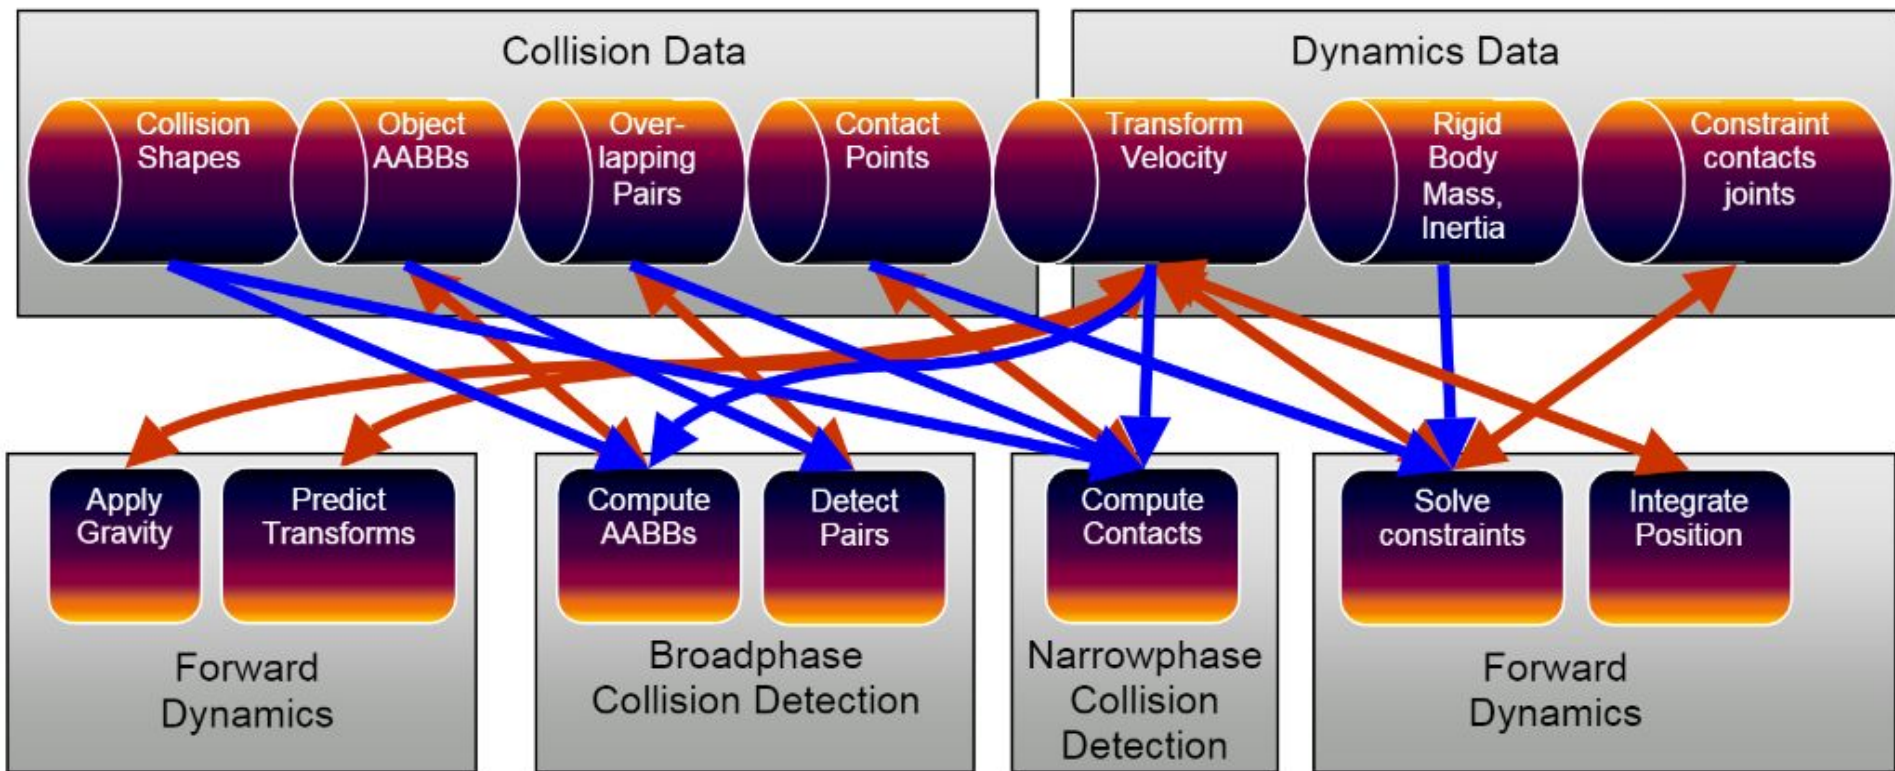 Collision Data
Dynamics Data
Collision
Shapes
Object
AABBs
Over-
lapping
Pairs
Contact
Points
Transform
Velocity
Rigid
Body
Mass,
Inertia
Constraint
contacts
joints
Apply
Gravity
Predict
Transforms
Compute
AABBs
Detect
Pairs
Compute
Contacts
Solve
constraints
Integrate
Position
Forward
Dynamics
Broadphase
Collision Detection
Narrowphase
Collision
Detection
Forward
Dynamics